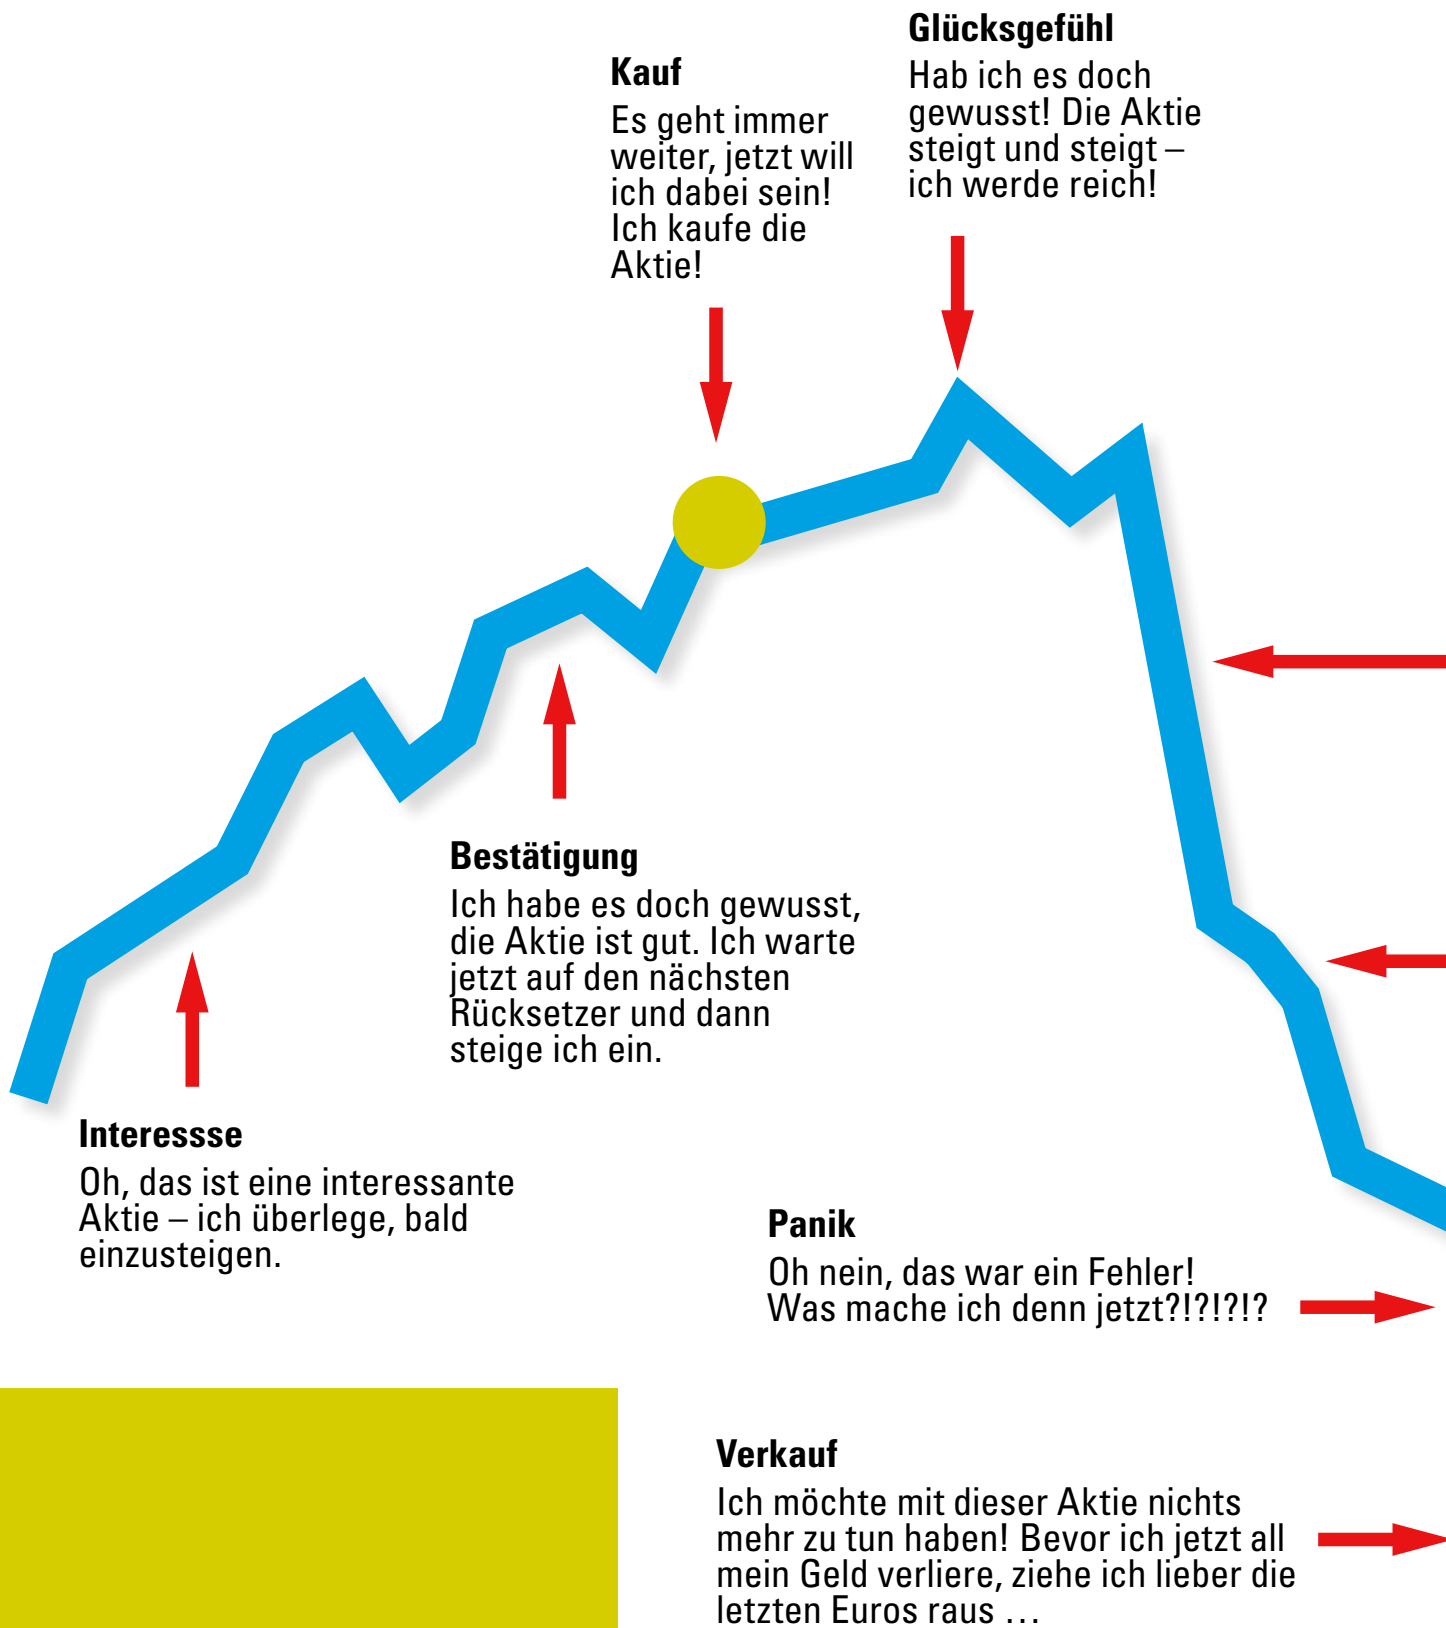 Glücksgefühl
Hab ich es doch
gewusst! Die Aktie
steigt und steigt –
ich werde reich!
Kauf
Es geht immer
weiter, jetzt will
ich dabei sein!
Ich kaufe die
Aktie!
Bestätigung
Ich habe es doch gewusst,
die Aktie ist gut. Ich warte
jetzt auf den nächsten
Rücksetzer und dann
steige ich ein.
Interessse
Oh, das ist eine interessante
Aktie – ich überlege, bald
einzusteigen.
Panik
Oh nein, das war ein Fehler!
Was mache ich denn jetzt?!?!?!?
Verkauf
Ich möchte mit dieser Aktie nichts
mehr zu tun haben! Bevor ich jetzt all
mein Geld verliere, ziehe ich lieber die
letzten Euros raus …